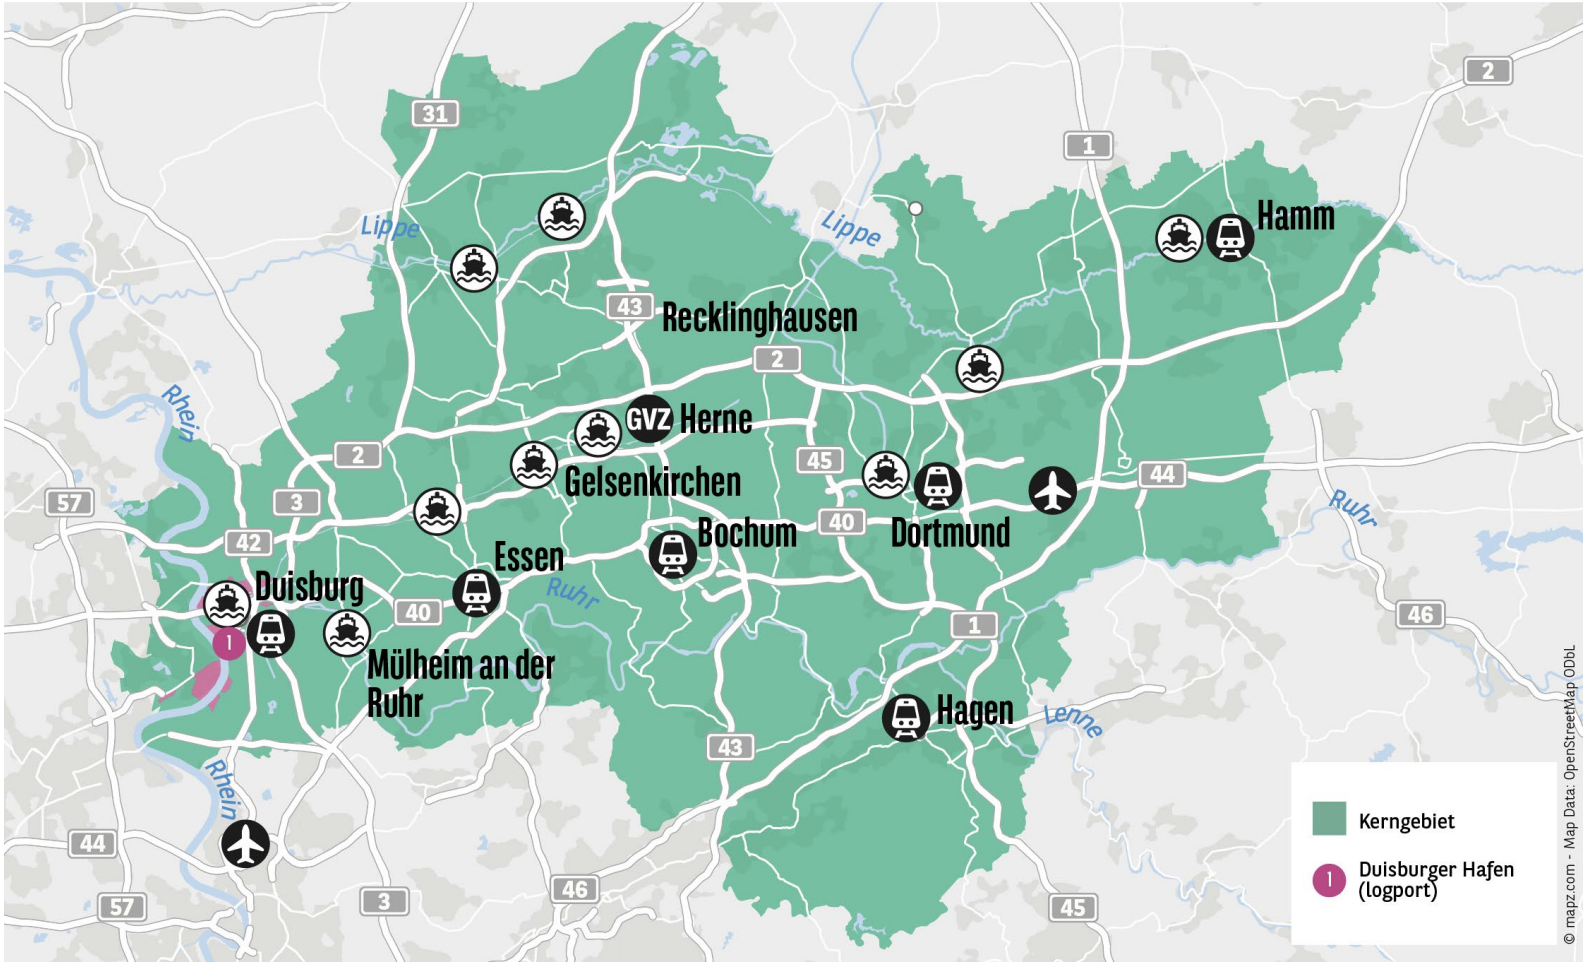 31
2
1
Lippe
Hamm
Lippe
43
Recklinghausen
2
Rhein
GVZ
Herne
2
45
Gelsenkirchen
44
57
3
Ruhr
40
Bochum
Dortmund
42
Essen
Duisburg
Ruhr
40
46
1
1
Mülheim an der
Ruhr
Hagen
Lenne
43
Rhein
44
3
46
57
45
Kerngebiet
1
Duisburger Hafen
(logport)
© mapz.com - Map Data: OpenStreetMap ODbL